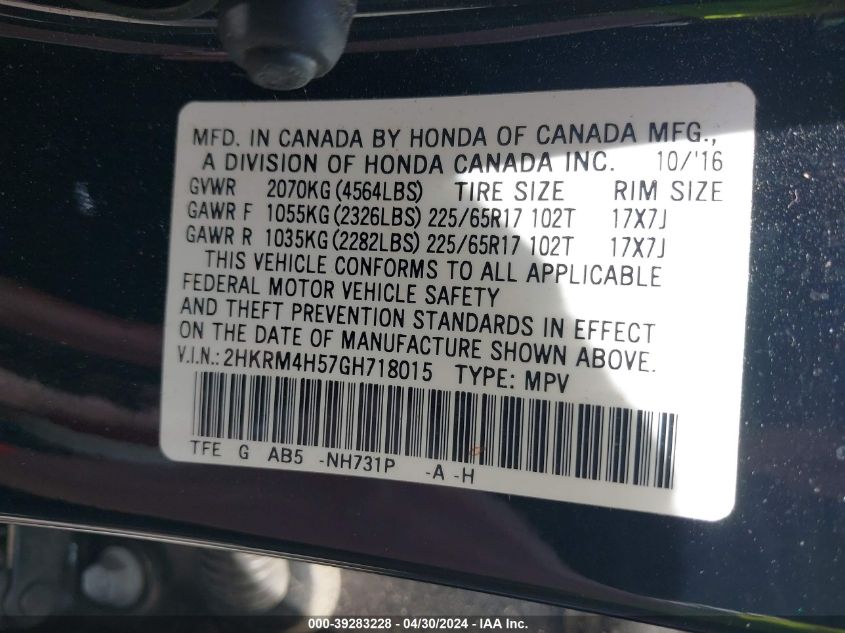 MFD. IN CANADA BY HONDA OF CANADA MFG.,
A DIVISION OF HONDA CANADA INC. 10/'16
GVWR 2070KG (4564LBS) TIRE SIZE RIM SIZE
GAWR F 1055KG (2326LBS) 225/65R17 102T 17X7J
GAWR R 1035KG (2282LBS) 225/65R17 102T 17X7J
THIS VEHICLE CONFORMS TO ALL APPLICABLE
FEDERAL MOTOR VEHICLE SAFETY
AND THEFT PREVENTION STANDARDS IN EFFECT
ON THE DATE OF MANUFACTURE SHOWN ABOVE.
V.I.N.: 2HKRM4H57GH718015 TYPE: MPV
TFE G AB5 -NH731P -A -H
000-39283228 - 04/30/2024 - IAA Inc.